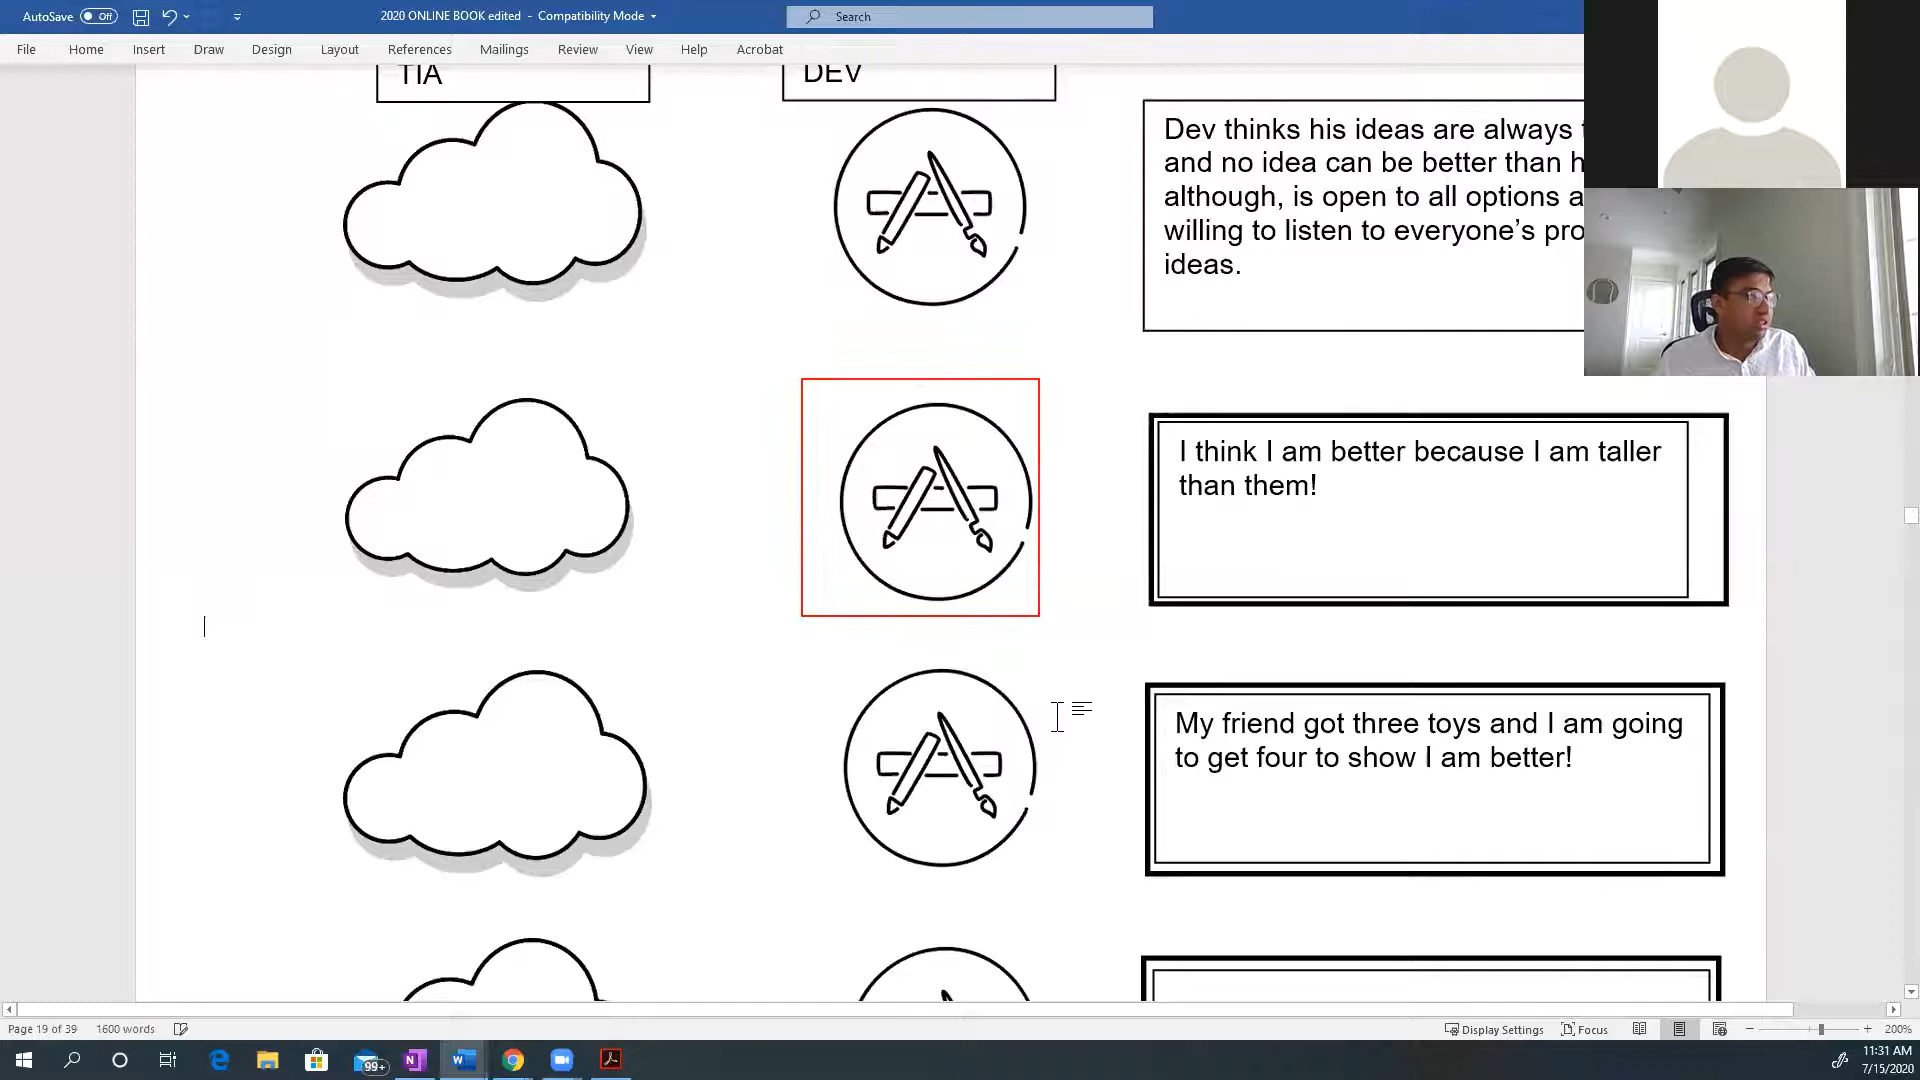 AutoSave Off 2020 ONLINE BOOK edited - Compatibility Mode Search
File Home Insert Draw Design Layout References Mailings Review View Help Acrobat
TIA DEV
Dev thinks his ideas are always
and no idea can be better than
although, is open to all options
willing to listen to everyone’s
ideas.
I think I am better because I am taller
than them!
My friend got three toys and I am going
to get four to show I am better!
Page 19 of 39 1600 words Display Settings Focus 200%
99+ 11:31 AM
7/15/2020